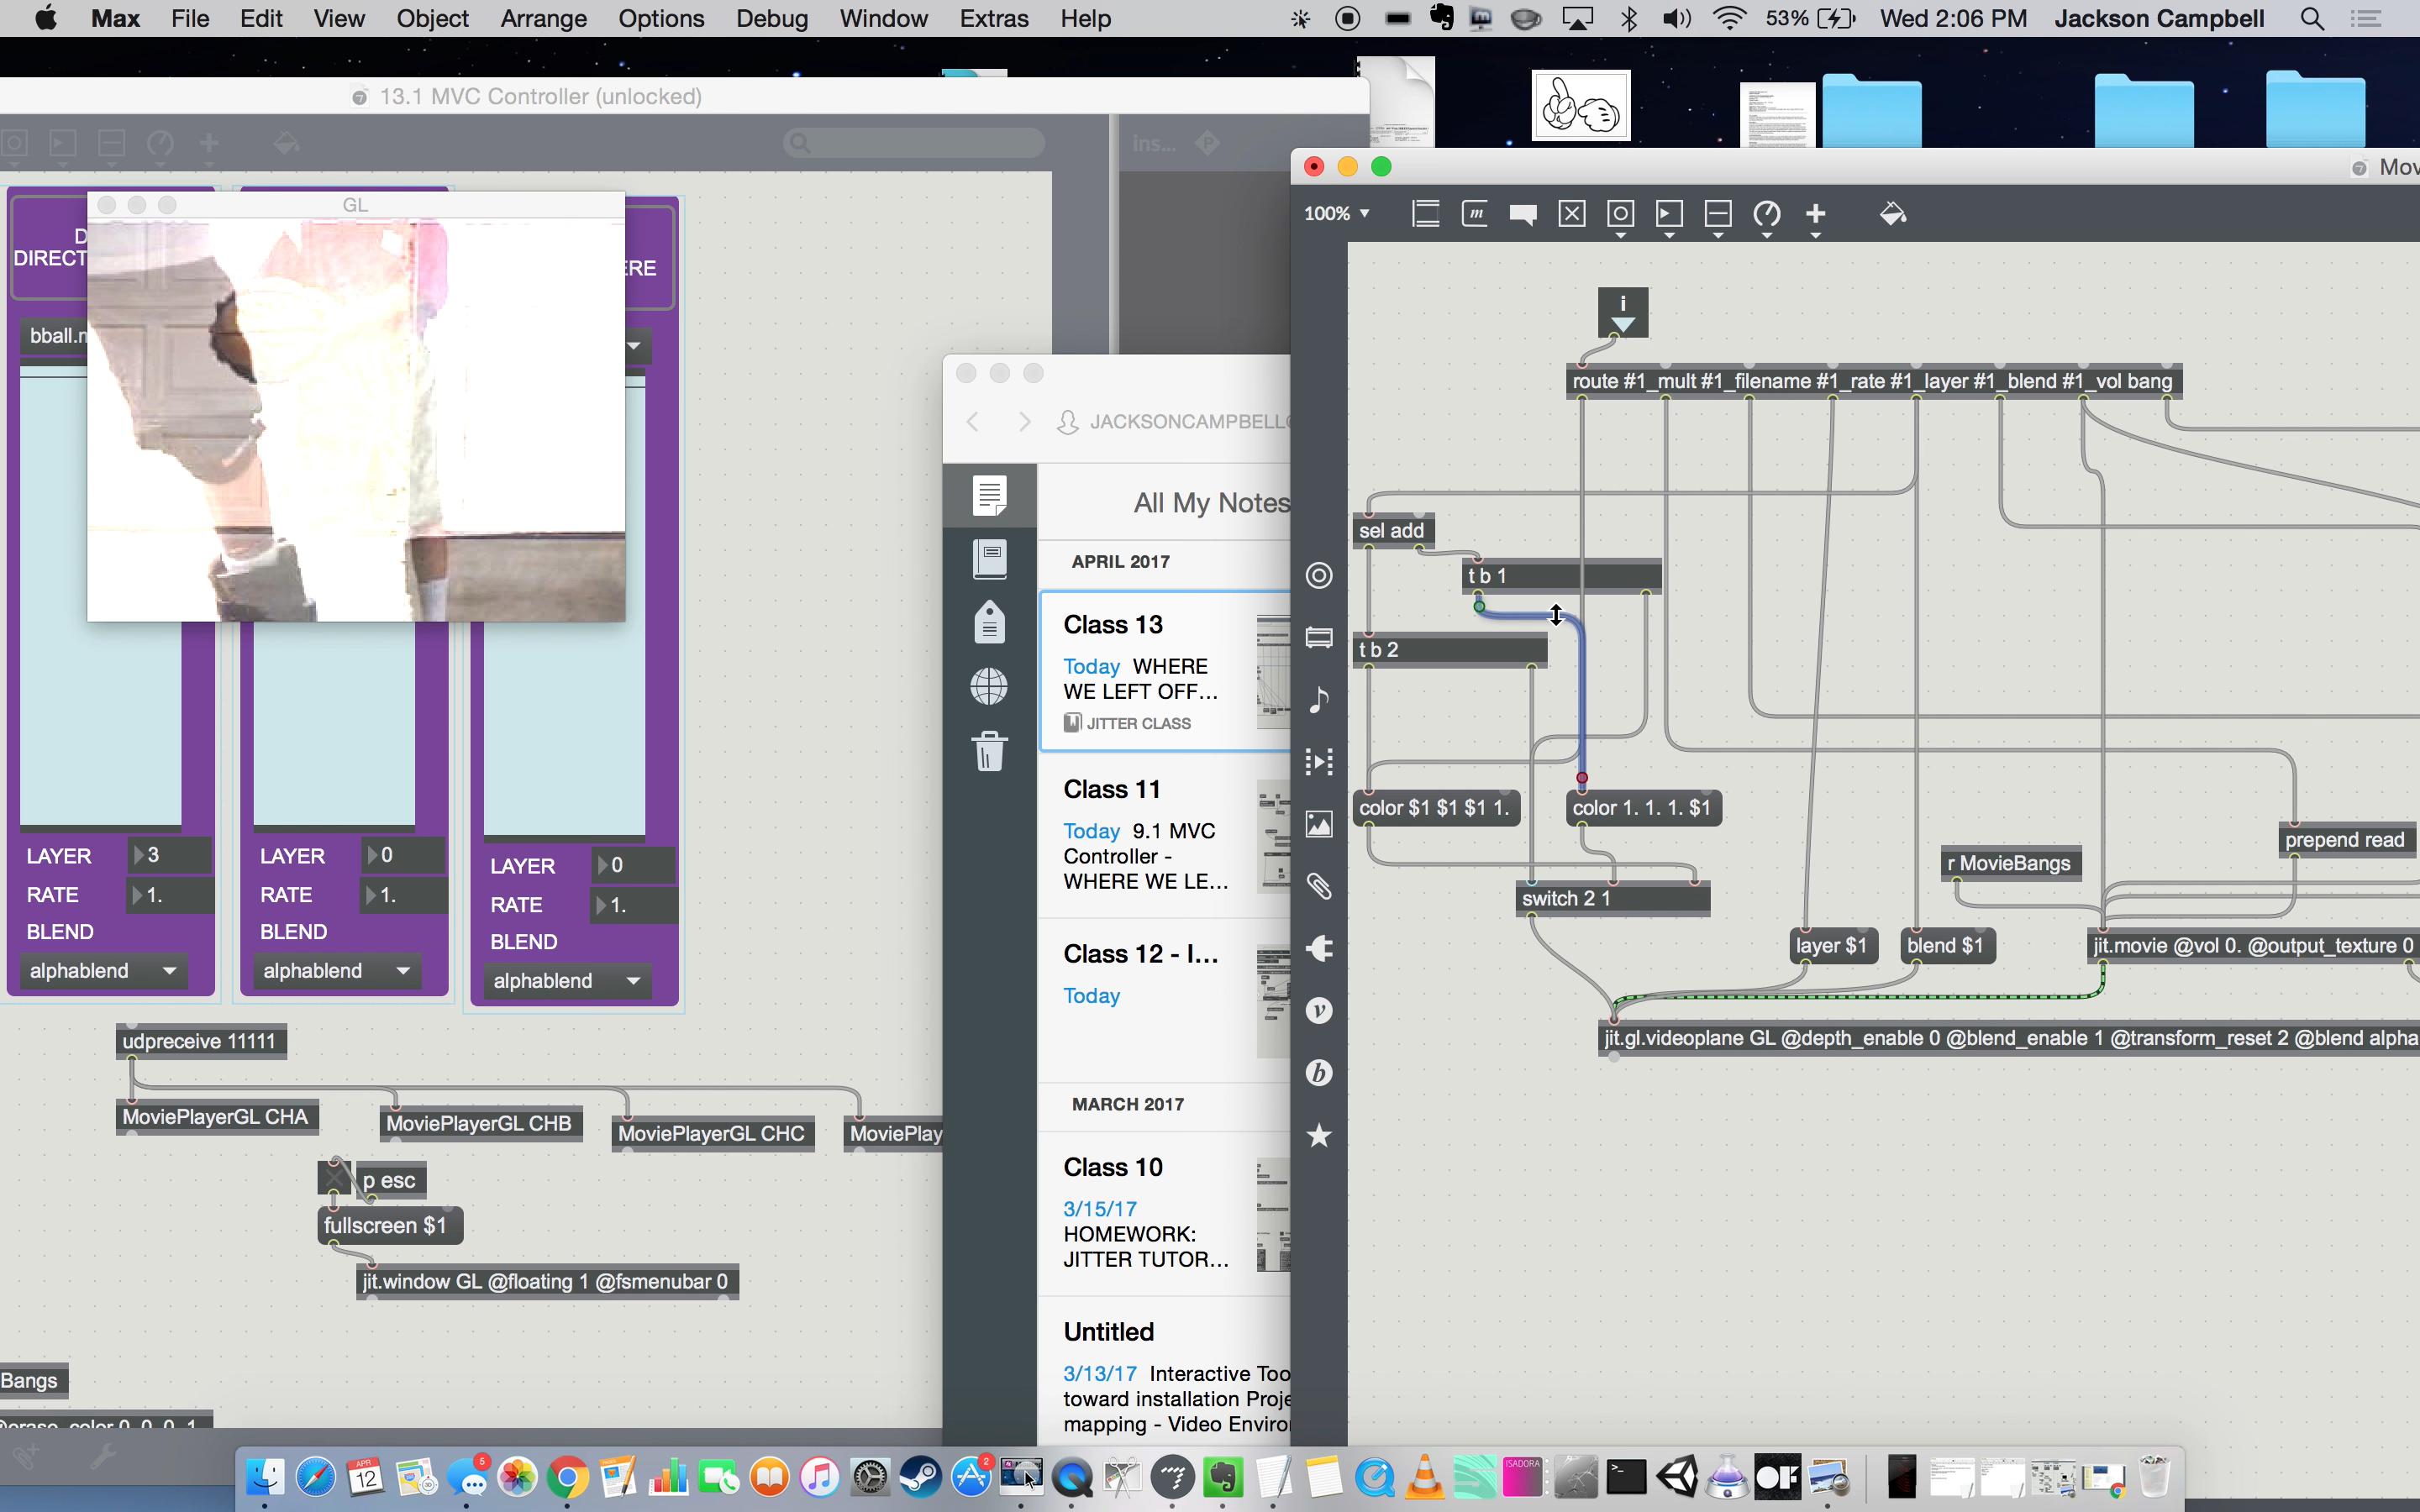 Max File Edit View Object Arrange Options Debug Window Extras Help 53% Wed 2:06 PM Jackson Campbell
13.1 MVC Controller (unlocked)
ins...
GL
DIRECT
ERE
bball.m
LAYER 3
RATE 1.
BLEND
alphablend
LAYER 0
RATE 1.
BLEND
alphablend
LAYER 0
RATE 1.
BLEND
alphablend
udpreceive 11111
MoviePlayerGL CHA
MoviePlayerGL CHB
MoviePlayerGL CHC
MoviePlay
p esc
fullscreen $1
jit.window GL @floating 1 @fsmenubar 0
Bangs
JACKSONCAMPBELL
All My Notes
APRIL 2017
Class 13
Today WHERE
WE LEFT OFF...
JITTER CLASS
Class 11
Today 9.1 MVC
Controller -
WHERE WE LE...
Class 12 - I...
Today
MARCH 2017
Class 10
3/15/17
HOMEWORK:
JITTER TUTOR...
Untitled
3/13/17 Interactive Too
toward installation Proje
mapping - Video Enviro
Mov
100%
m
i
route #1_mult #1_filename #1_rate #1_layer #1_blend #1_vol bang
sel add
t b 1
t b 2
color $1 $1 $1 1.
color 1. 1. 1. $1
switch 2 1
prepend read
r MovieBangs
layer $1
blend $1
jit.movie @vol 0. @output_texture 0
jit.gl.videoplane GL @depth_enable 0 @blend_enable 1 @transform_reset 2 @blend alpha
v
b
APR
12
5
2
ISADORA